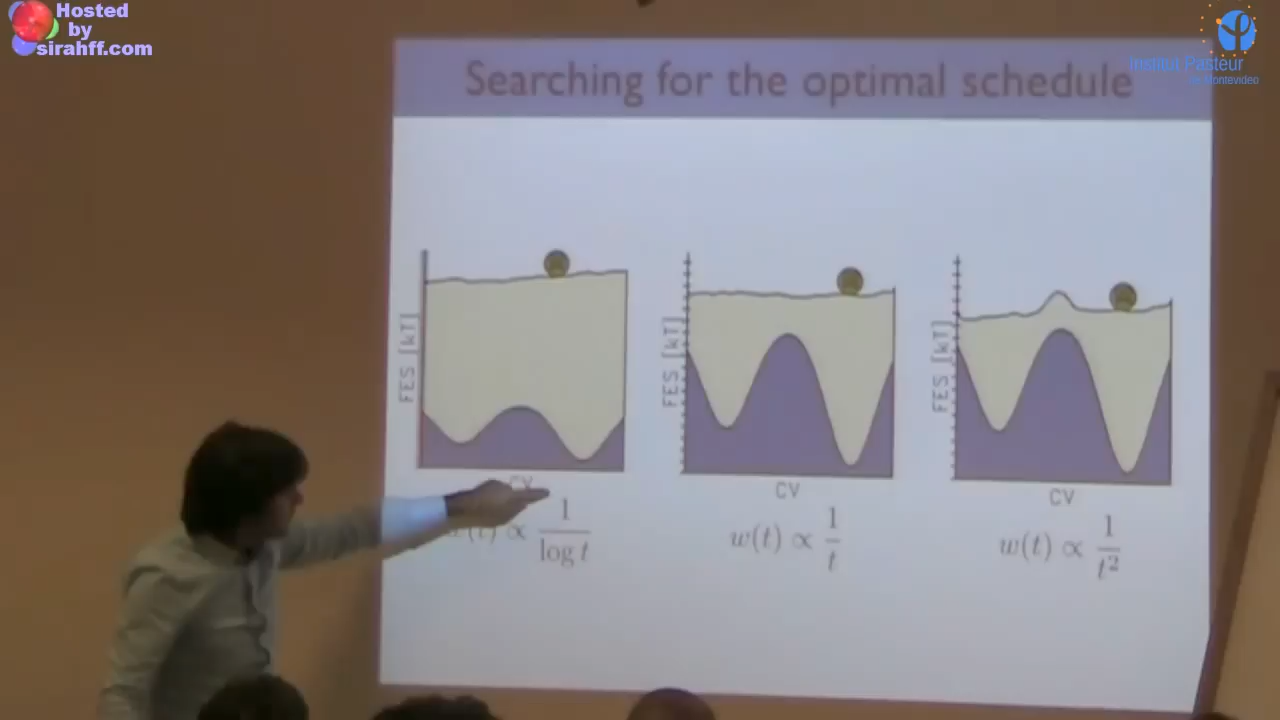 Hosted
by
sirahff.com
Institut Pasteur
de Montevideo
Searching for the optimal schedule
FES [kT]
FES [kT]
FES [kT]
CV
CV
CV
w(t) ∝ 1/log t
w(t) ∝ 1/t
w(t) ∝ 1/t²